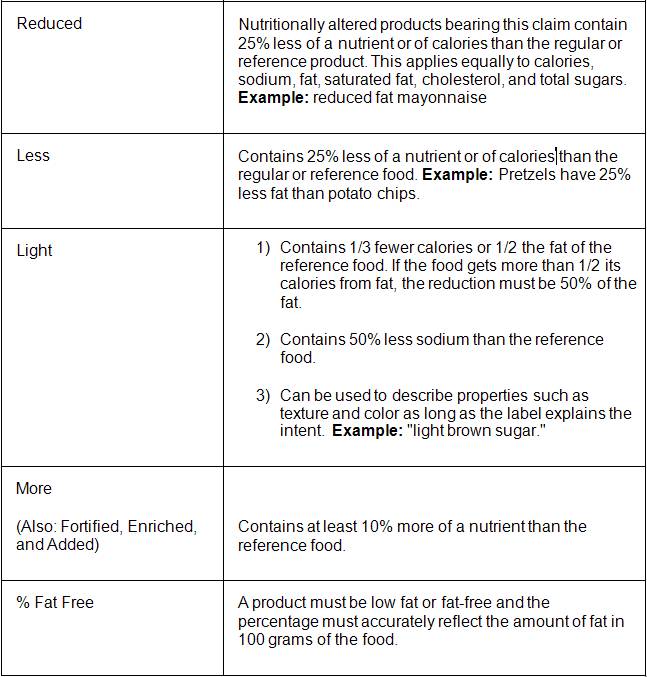 Reduced
Nutritionally altered products bearing this claim contain
25% less of a nutrient or of calories than the regular or
reference product. This applies equally to calories,
sodium, fat, saturated fat, cholesterol, and total sugars.
Example: reduced fat mayonnaise
Less
Contains 25% less of a nutrient or of calories than the
regular or reference food. Example: Pretzels have 25%
less fat than potato chips.
Light
1) Contains 1/3 fewer calories or 1/2 the fat of the
reference food. If the food gets more than 1/2 its
calories from fat, the reduction must be 50% of the
fat.
2) Contains 50% less sodium than the reference
food.
3) Can be used to describe properties such as
texture and color as long as the label explains the
intent. Example: "light brown sugar."
More
(Also: Fortified, Enriched,
and Added)
Contains at least 10% more of a nutrient than the
reference food.
% Fat Free
A product must be low fat or fat-free and the
percentage must accurately reflect the amount of fat in
100 grams of the food.